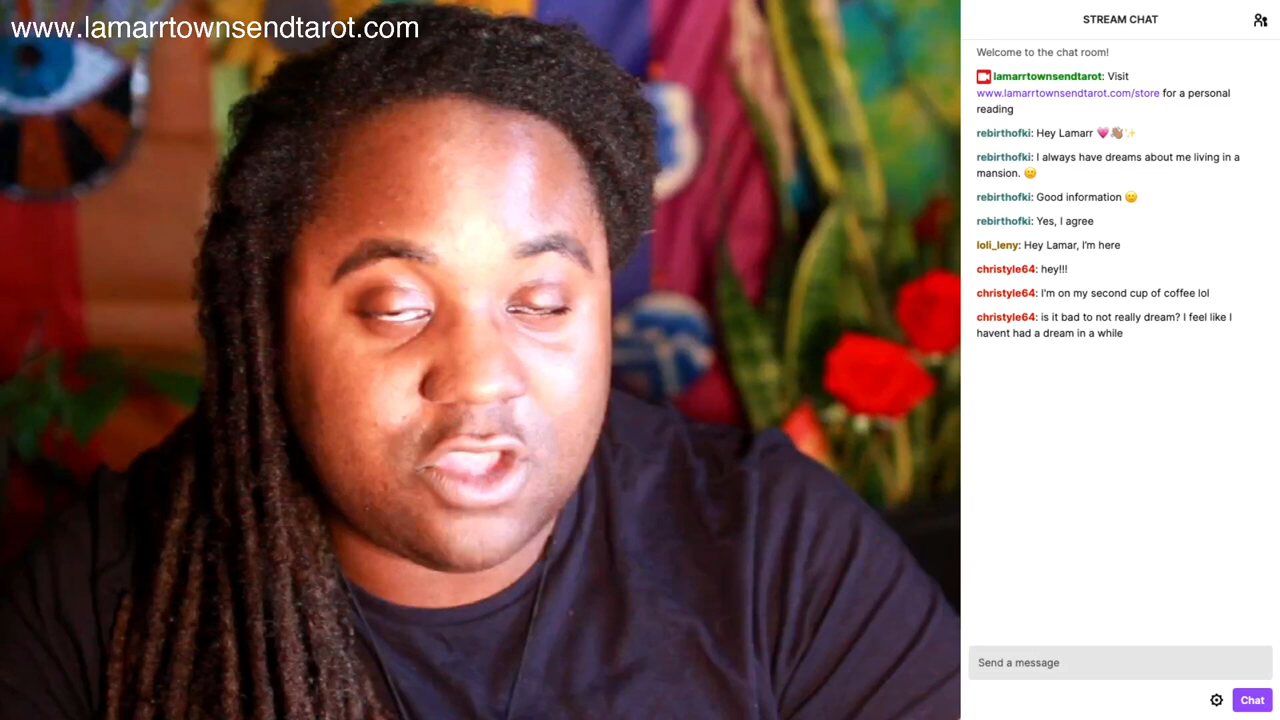 www.lamarrtownsendtarot.com
STREAM CHAT
Welcome to the chat room!
lamarrtownsendtarot: Visit
www.lamarrtownsendtarot.com/store for a personal
reading
rebirthofki: Hey Lamarr 💗👋🏽✨
rebirthofki: I always have dreams about me living in a
mansion. 🙂
rebirthofki: Good information 🙂
rebirthofki: Yes, I agree
loli_leny: Hey Lamar, I'm here
christyle64: hey!!!
christyle64: I'm on my second cup of coffee lol
christyle64: is it bad to not really dream? I feel like I
havent had a dream in a while
Send a message
Chat